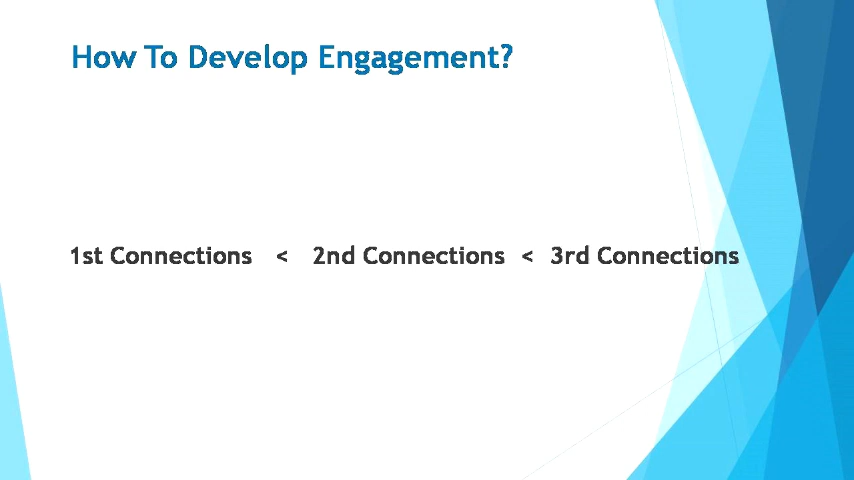 How To Develop Engagement?
1st Connections < 2nd Connections < 3rd Connections